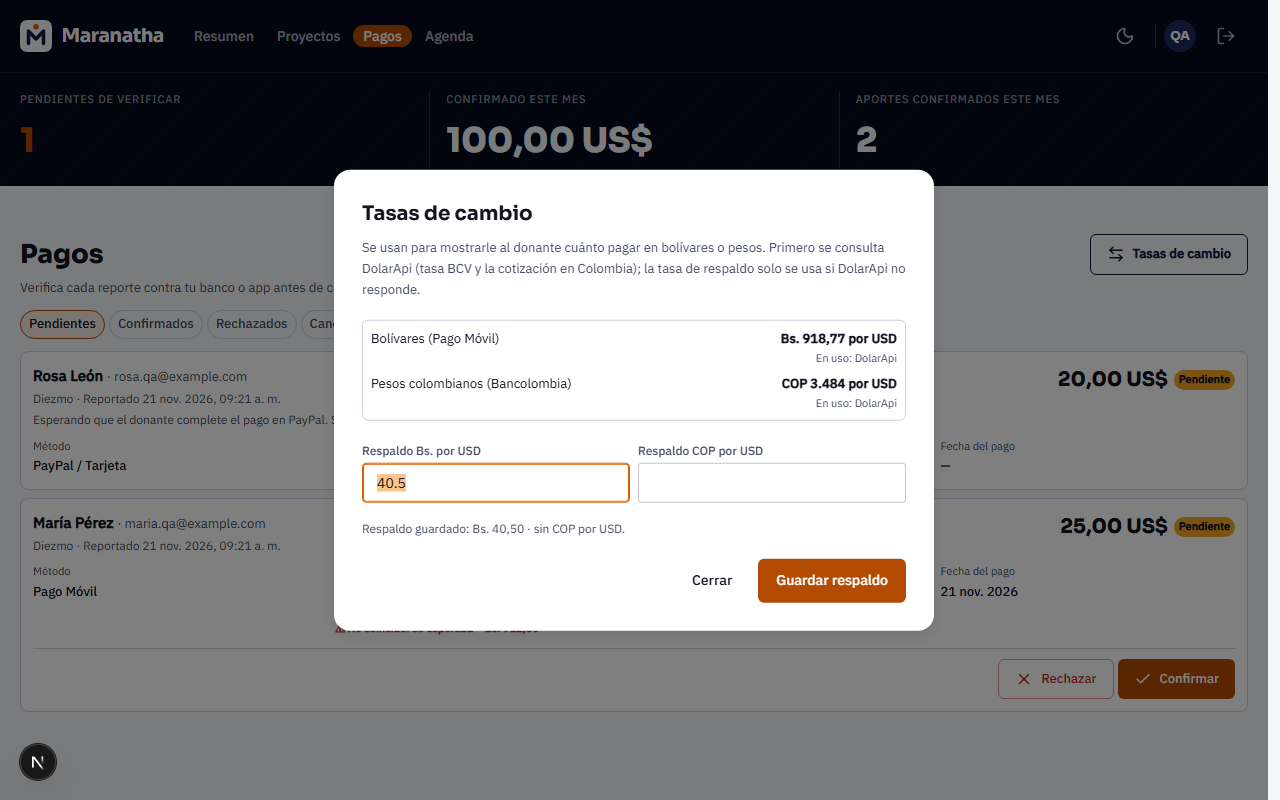 Maranatha
Resumen
Proyectos
Pagos
Agenda
QA
PENDIENTES DE VERIFICAR
1
CONFIRMADO ESTE MES
100,00 US$
APORTES CONFIRMADOS ESTE MES
2
Pagos
Verifica cada reporte contra tu banco o app antes de
Tasas de cambio
Pendientes
Confirmados
Rechazados
Rosa León · rosa.qa@example.com
20,00 US$ Pendiente
Diezmo · Reportado 21 nov. 2026, 09:21 a. m.
Esperando que el donante complete el pago en PayPal.
Método
PayPal / Tarjeta
Fecha del pago
—
María Pérez · maria.qa@example.com
25,00 US$ Pendiente
Diezmo · Reportado 21 nov. 2026, 09:21 a. m.
Método
Pago Móvil
Fecha del pago
21 nov. 2026
Rechazar
Confirmar
Tasas de cambio
Se usan para mostrarle al donante cuánto pagar en bolívares o pesos. Primero se consulta
DolarApi (tasa BCV y la cotización en Colombia); la tasa de respaldo solo se usa si DolarApi no
responde.
Bolívares (Pago Móvil)
Bs. 918,77 por USD
En uso: DolarApi
Pesos colombianos (Bancolombia)
COP 3.484 por USD
En uso: DolarApi
Respaldo Bs. por USD
40.5
Respaldo COP por USD
Respaldo guardado: Bs. 40,50 · sin COP por USD.
Cerrar
Guardar respaldo